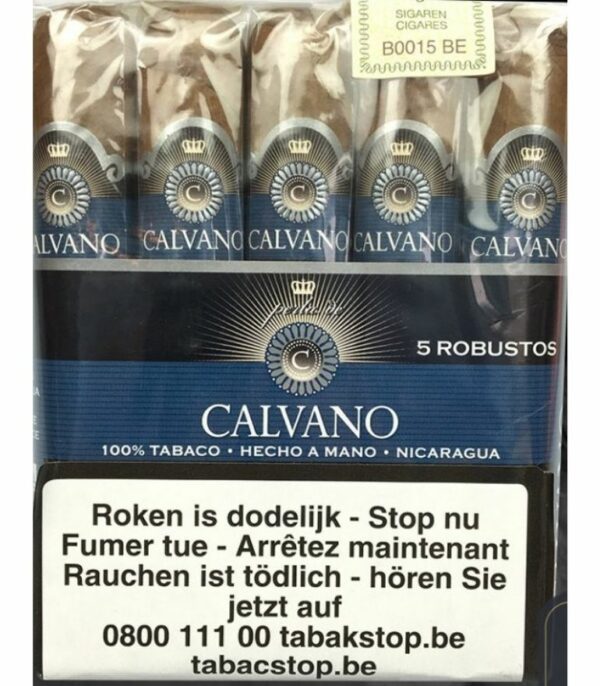 SIGAREN
CIGARES
B0015 BE
C C C C C
ALVANO CALVANO CALVANO CALVANO CALVANO
C
5 ROBUSTOS
CALVANO
100% TABACO • HECHO A MANO • NICARAGUA
Roken is dodelijk - Stop nu
Fumer tue - Arrêtez maintenant
Rauchen ist tödlich - hören Sie
jetzt auf
0800 111 00 tabakstop.be
tabacstop.be